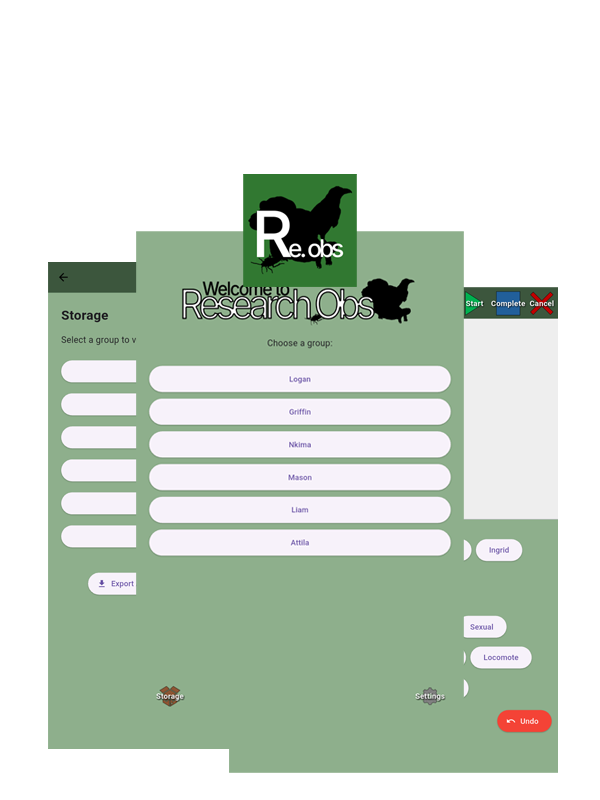 Re.obs
Welcome to
Research Obs
Choose a group:
Logan
Griffin
Nkima
Mason
Liam
Attila
Storage
Settings
Storage
Select a group to v
Export
Start
Complete
Cancel
Ingrid
Sexual
Locomote
Undo